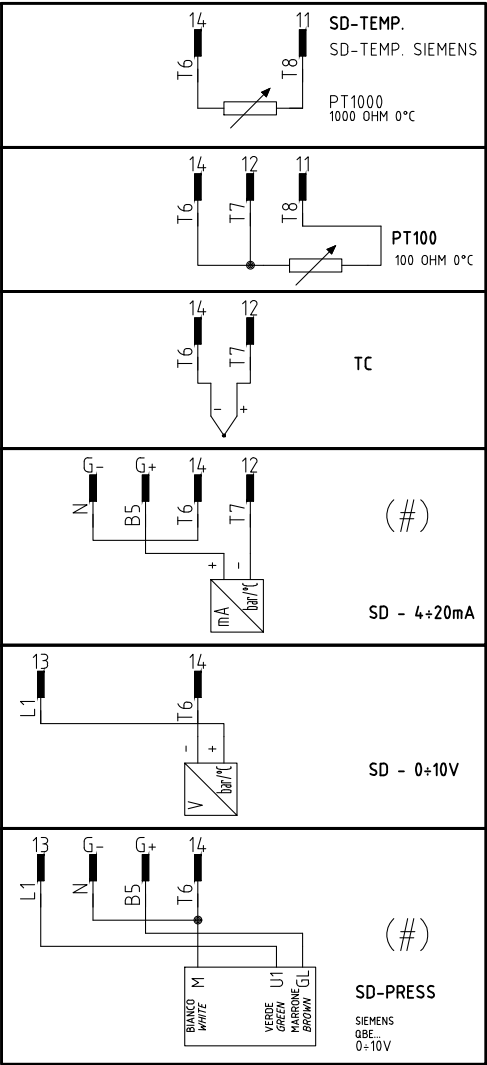 14 11 SD-TEMP.
SD-TEMP. SIEMENS
T6 T8
PT1000
1000 OHM 0°C
14 12 11
T6 T7 T8
PT100
100 OHM 0°C
14 12
T6 T7
TC
- +
G- G+ 14 12
N B5 T6 T7
(#)
+ -
mA bar/°C
SD - 4÷20mA
13 14
L1 T6
- +
V bar/°C
SD - 0÷10V
13 G- G+ 14
L1 N B5 T6
(#)
M U1 GL
BIANCO
WHITE
VERDE
GREEN
MARRONE
BROWN
SD-PRESS
SIEMENS
QBE...
0÷10V